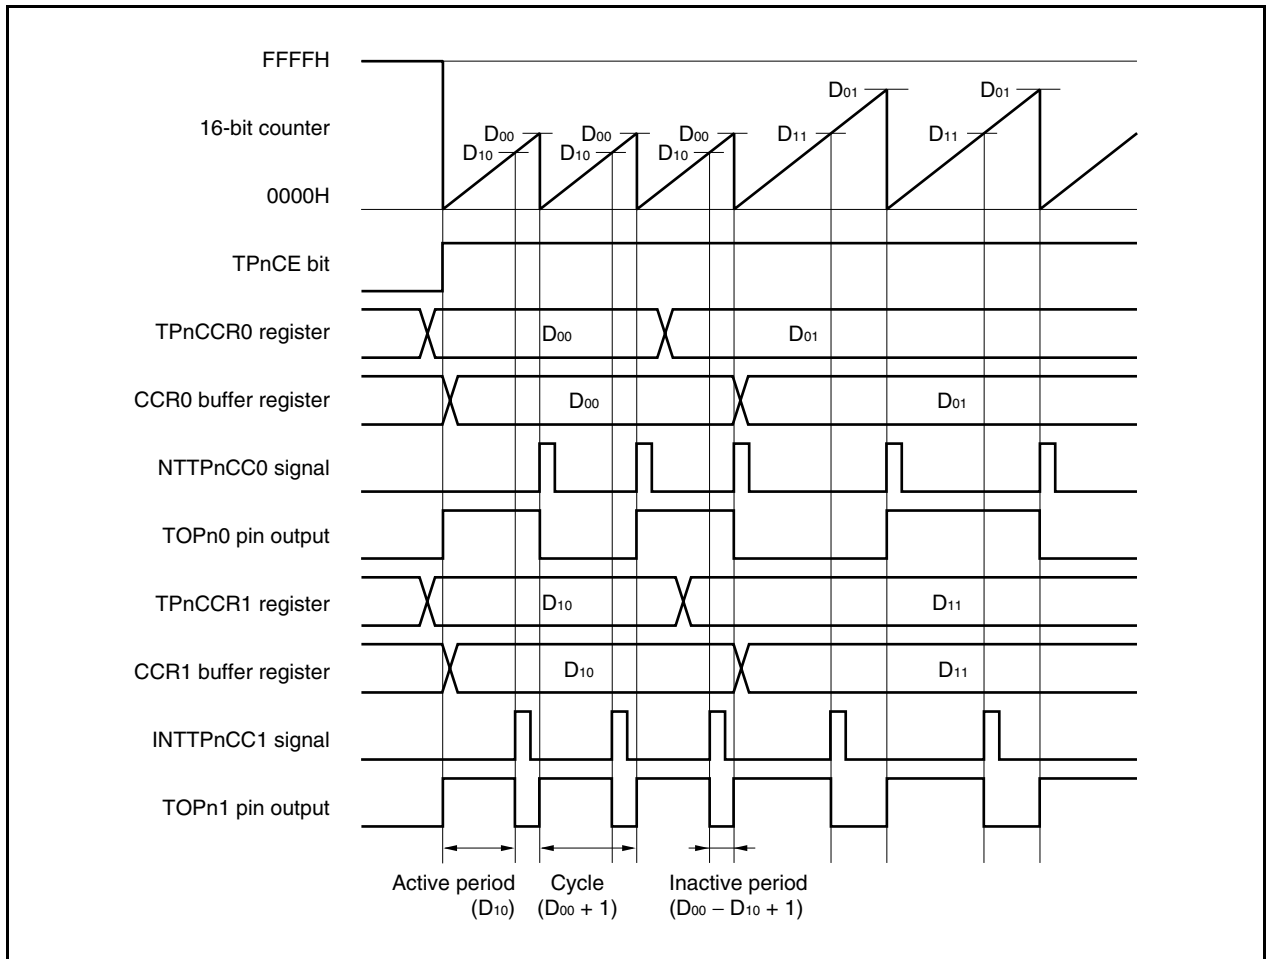 FFFFH
D01 D01
16-bit counter D00 D00 D00 D11 D11
D10 D10 D10
0000H
TPnCE bit
TPnCCR0 register D00 D01
CCR0 buffer register D00 D01
NTTPnCC0 signal
TOPn0 pin output
TPnCCR1 register D10 D11
CCR1 buffer register D10 D11
INTTPnCC1 signal
TOPn1 pin output
Active period Cycle Inactive period
(D10) (D00 + 1) (D00 − D10 + 1)